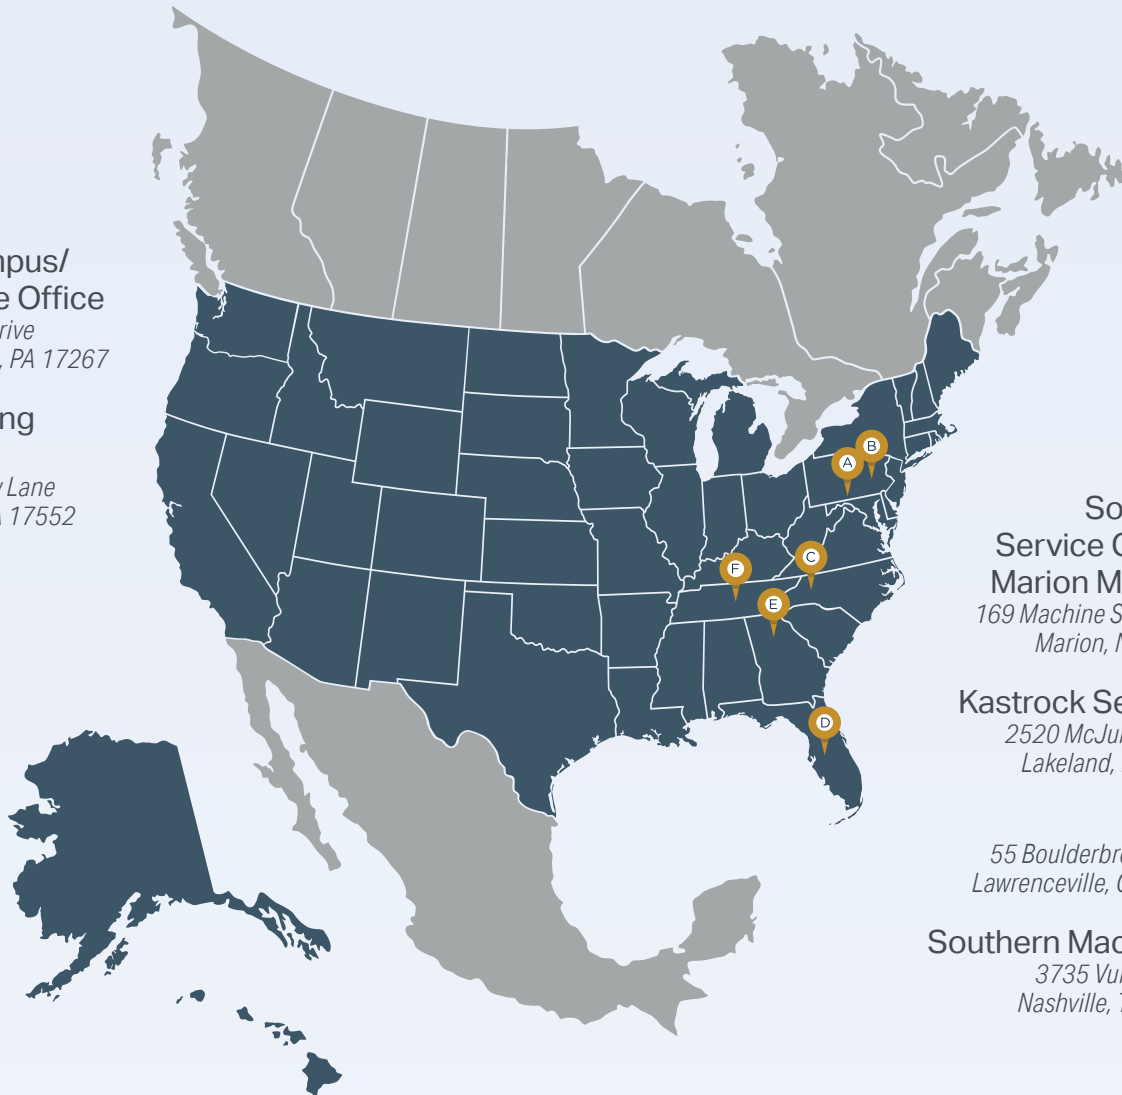 mpus/
e Office
rive
, PA 17267
ng
Lane
17552
A
B
C
F
E
D
So
Service C
Marion M
169 Machine S
Marion, N
Kastrock Se
2520 McJu
Lakeland,
55 Boulderbr
Lawrenceville,
Southern Mac
3735 Vu
Nashville,